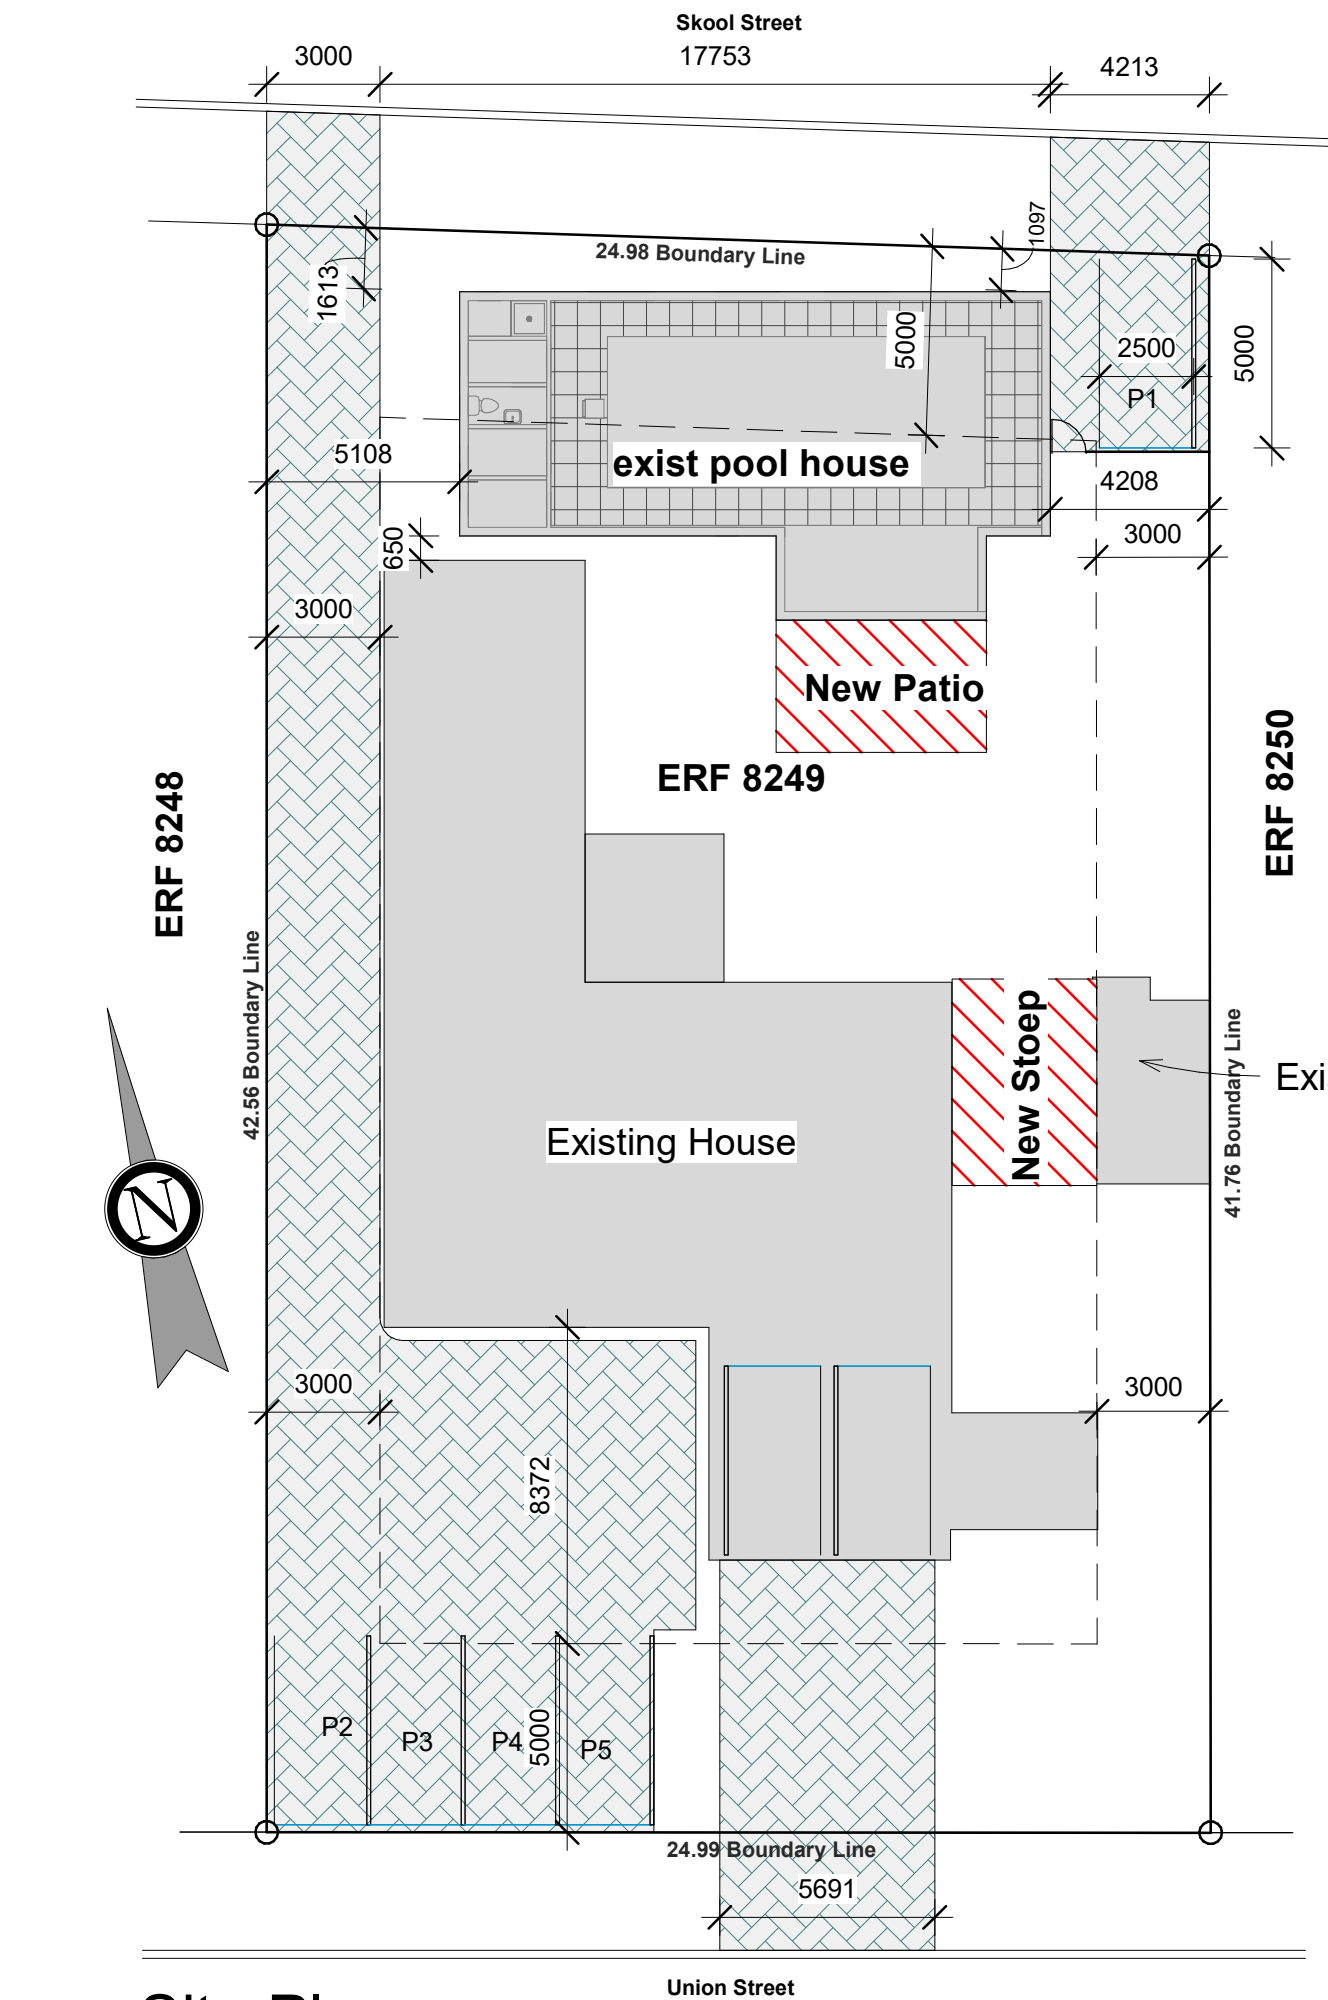 Skool Street
3000
17753
4213
1097
24.98 Boundary Line
1613
5000
2500
5000
P1
5108
exist pool house
4208
650
3000
3000
New Patio
ERF 8249
ERF 8248
ERF 8250
42.56 Boundary Line
New Stoep
41.76 Boundary Line
Exi
Existing House
N
3000
3000
8372
P2
P3
P4
5000
P5
24.99 Boundary Line
5691
Union Street